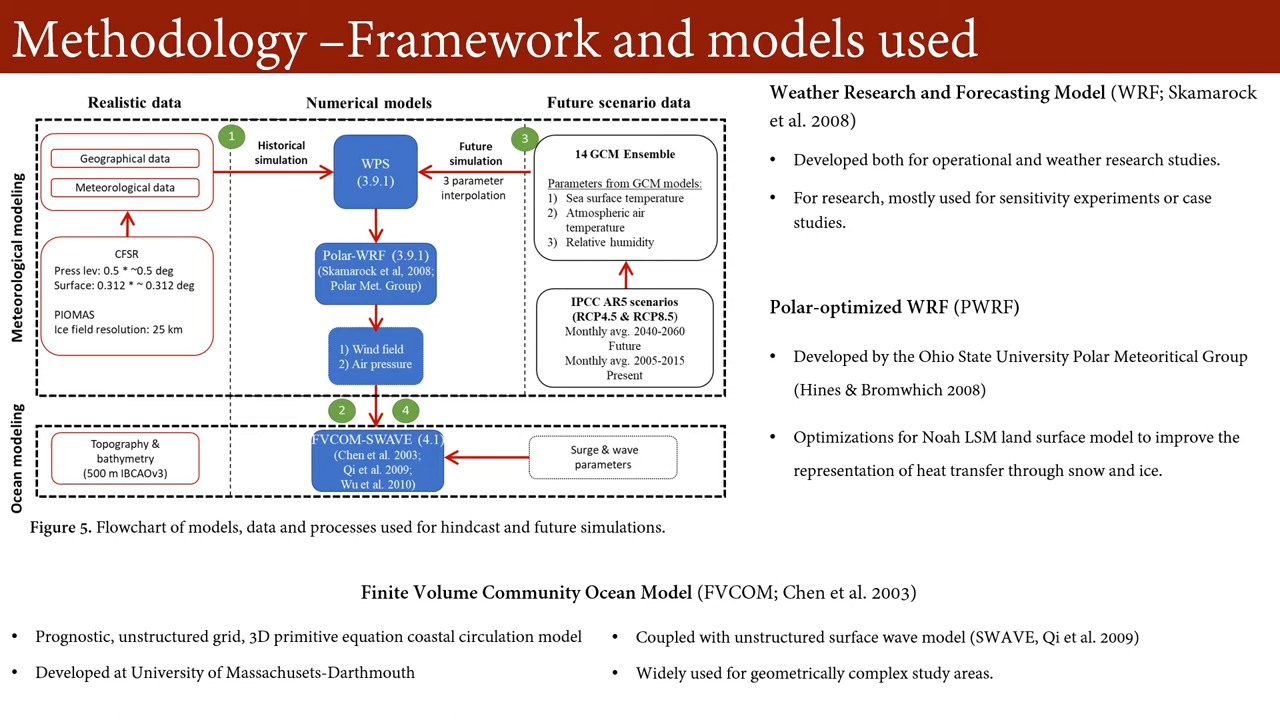 Methodology –Framework and models used
Realistic data
Numerical models
Future scenario data
Meteorological modeling
Geographical data
Meteorological data
CFSR
Press lev: 0.5 * ~0.5 deg
Surface: 0.312 * ~ 0.312 deg
PIOMAS
Ice field resolution: 25 km
1
Historical
simulation
WPS
(3.9.1)
Future
simulation
3 parameter
interpolation
3
14 GCM Ensemble
Parameters from GCM models:
1) Sea surface temperature
2) Atmospheric air
temperature
3) Relative humidity
Polar-WRF (3.9.1)
(Skamarock et al, 2008;
Polar Met. Group)
IPCC AR5 scenarios
(RCP4.5 & RCP8.5)
Monthly avg. 2040-2060
Future
Monthly avg. 2005-2015
Present
1) Wind field
2) Air pressure
2
4
Ocean modeling
Topography &
bathymetry
(500 m IBCAOv3)
FVCOM-SWAVE (4.1)
(Chen et al. 2003;
Qi et al. 2009;
Wu et al. 2010)
Surge & wave
parameters
Figure 5. Flowchart of models, data and processes used for hindcast and future simulations.
Weather Research and Forecasting Model (WRF; Skamarock
et al. 2008)
• Developed both for operational and weather research studies.
• For research, mostly used for sensitivity experiments or case
studies.
Polar-optimized WRF (PWRF)
• Developed by the Ohio State University Polar Meteoritical Group
(Hines & Bromwhich 2008)
• Optimizations for Noah LSM land surface model to improve the
representation of heat transfer through snow and ice.
Finite Volume Community Ocean Model (FVCOM; Chen et al. 2003)
• Prognostic, unstructured grid, 3D primitive equation coastal circulation model
• Developed at University of Massachusets-Darthmouth
• Coupled with unstructured surface wave model (SWAVE, Qi et al. 2009)
• Widely used for geometrically complex study areas.